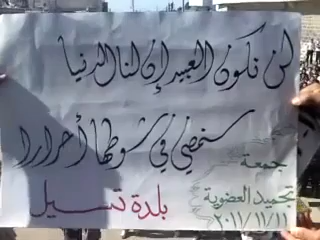 لن نكون العبيد إن لنا الدنيا
سنمضي في شوطها أحرارا
جمعة
تجميد العضوية
٢٠١١/١١/١١
بلدة تسيل